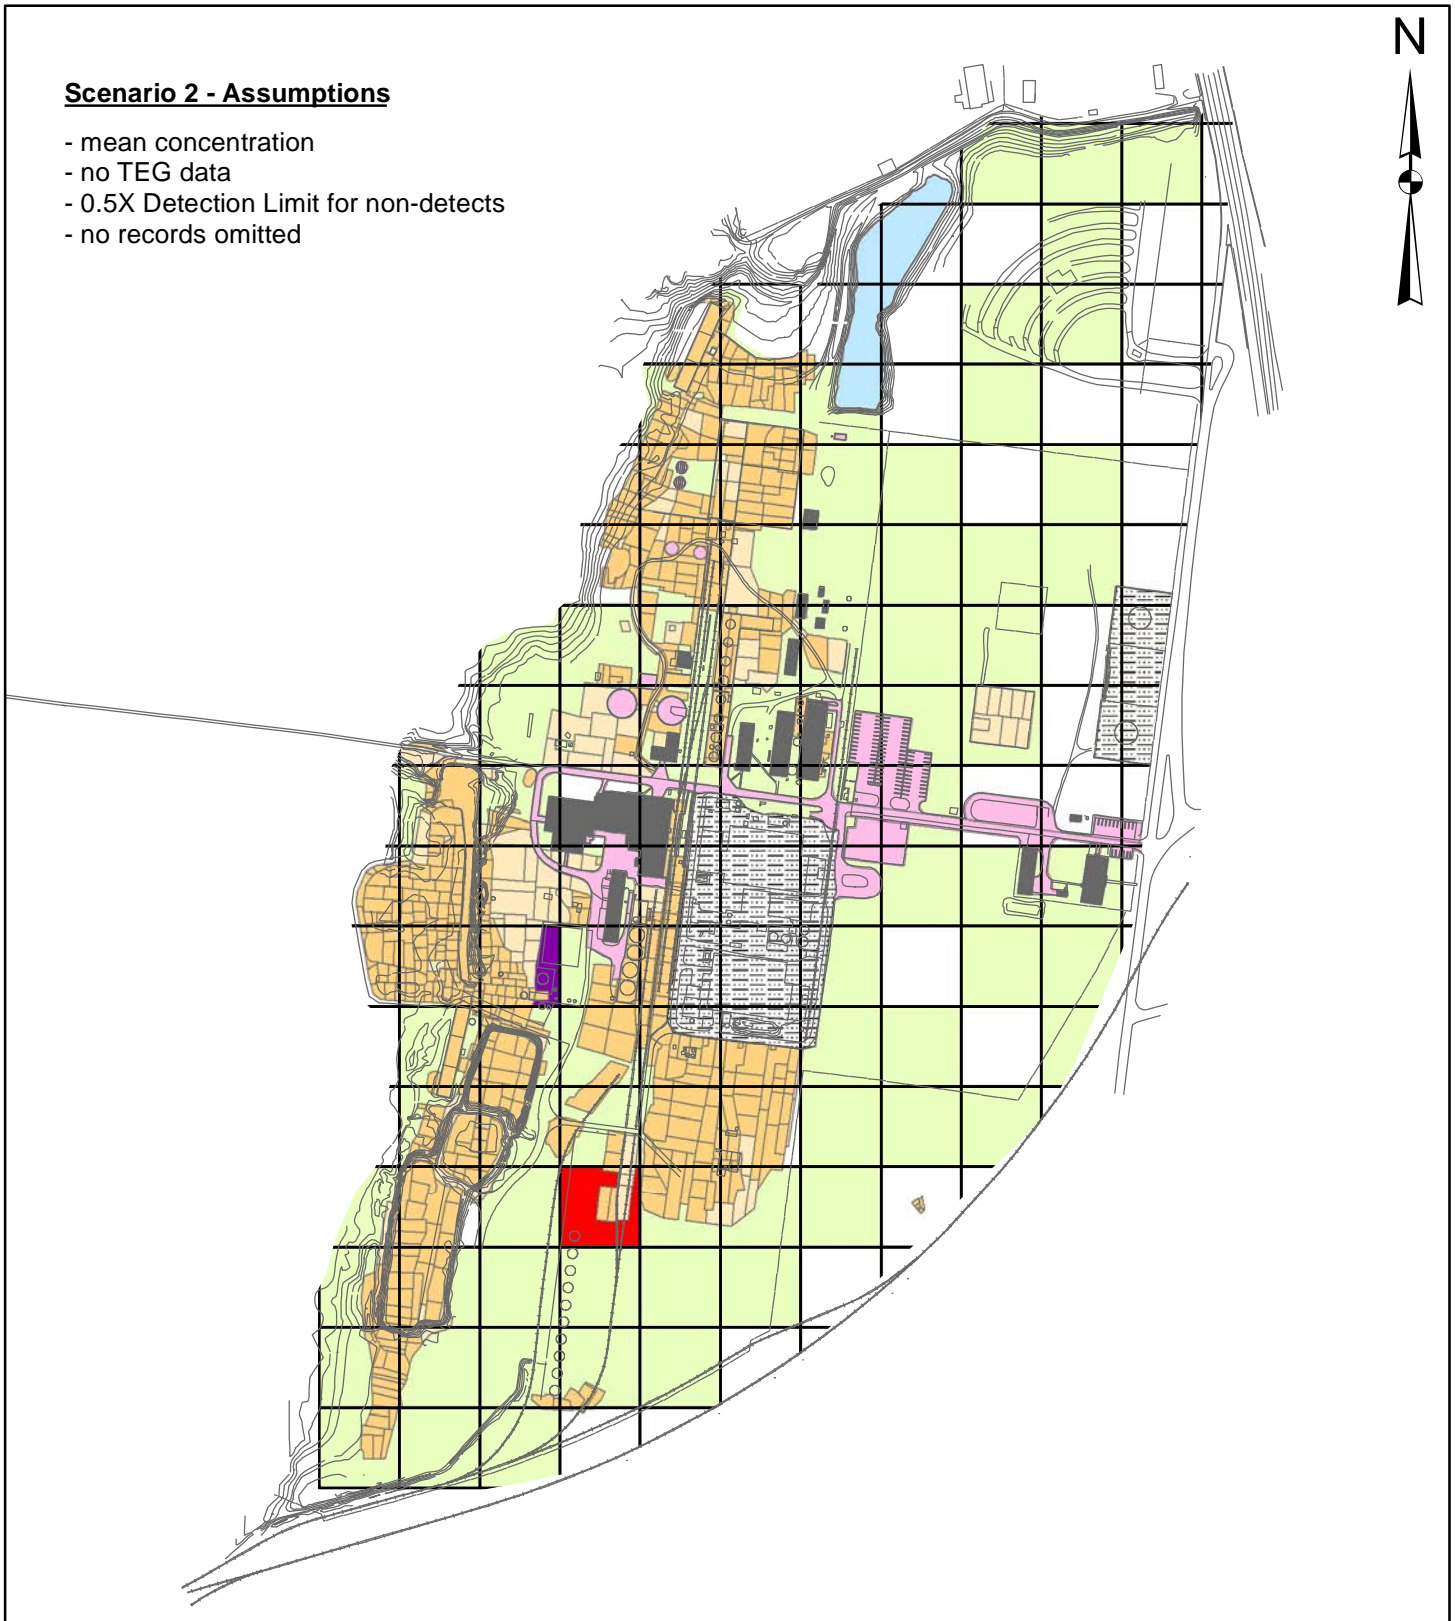 N
Scenario 2 - Assumptions
- mean concentration
- no TEG data
- 0.5X Detection Limit for non-detects
- no records omitted